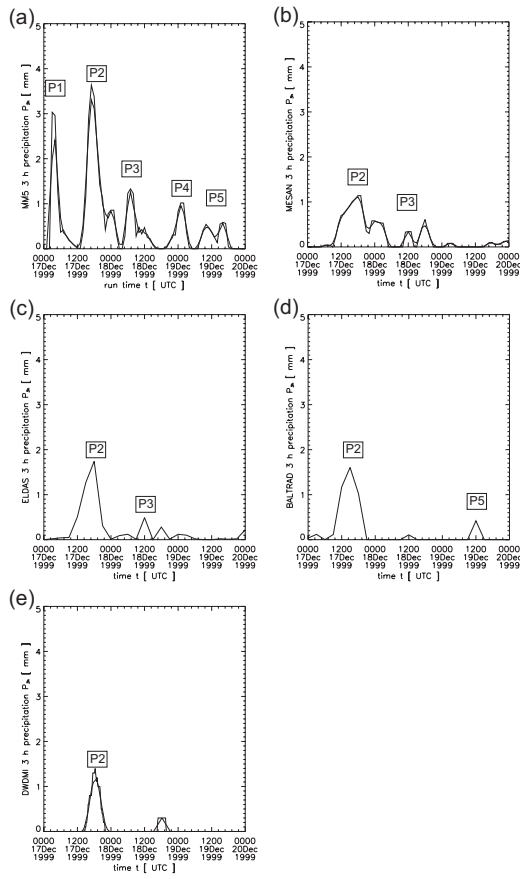 (a)
MM5 3 h precipitation P3h [ mm ]
5
4
3
2
1
0
P1
P2
P3
P4
P5
0000 1200 0000 1200 0000 1200 0000
17Dec 17Dec 18Dec 18Dec 19Dec 19Dec 20Dec
1999 1999 1999 1999 1999 1999 1999
run time t [ UTC ]
(b)
MESAN 3 h precipitation P3h [ mm ]
5
4
3
2
1
0
P2
P3
0000 1200 0000 1200 0000 1200 0000
17Dec 17Dec 18Dec 18Dec 19Dec 19Dec 20Dec
1999 1999 1999 1999 1999 1999 1999
time t [ UTC ]
(c)
ELDAS 3 h precipitation P3h [ mm ]
5
4
3
2
1
0
P2
P3
0000 1200 0000 1200 0000 1200 0000
17Dec 17Dec 18Dec 18Dec 19Dec 19Dec 20Dec
1999 1999 1999 1999 1999 1999 1999
time t [ UTC ]
(d)
BALTRAD 3 h precipitation P3h [ mm ]
5
4
3
2
1
0
P2
P5
0000 1200 0000 1200 0000 1200 0000
17Dec 17Dec 18Dec 18Dec 19Dec 19Dec 20Dec
1999 1999 1999 1999 1999 1999 1999
time t [ UTC ]
(e)
DWDMI 3 h precipitation P3h [ mm ]
5
4
3
2
1
0
P2
0000 1200 0000 1200 0000 1200 0000
17Dec 17Dec 18Dec 18Dec 19Dec 19Dec 20Dec
1999 1999 1999 1999 1999 1999 1999
time t [ UTC ]